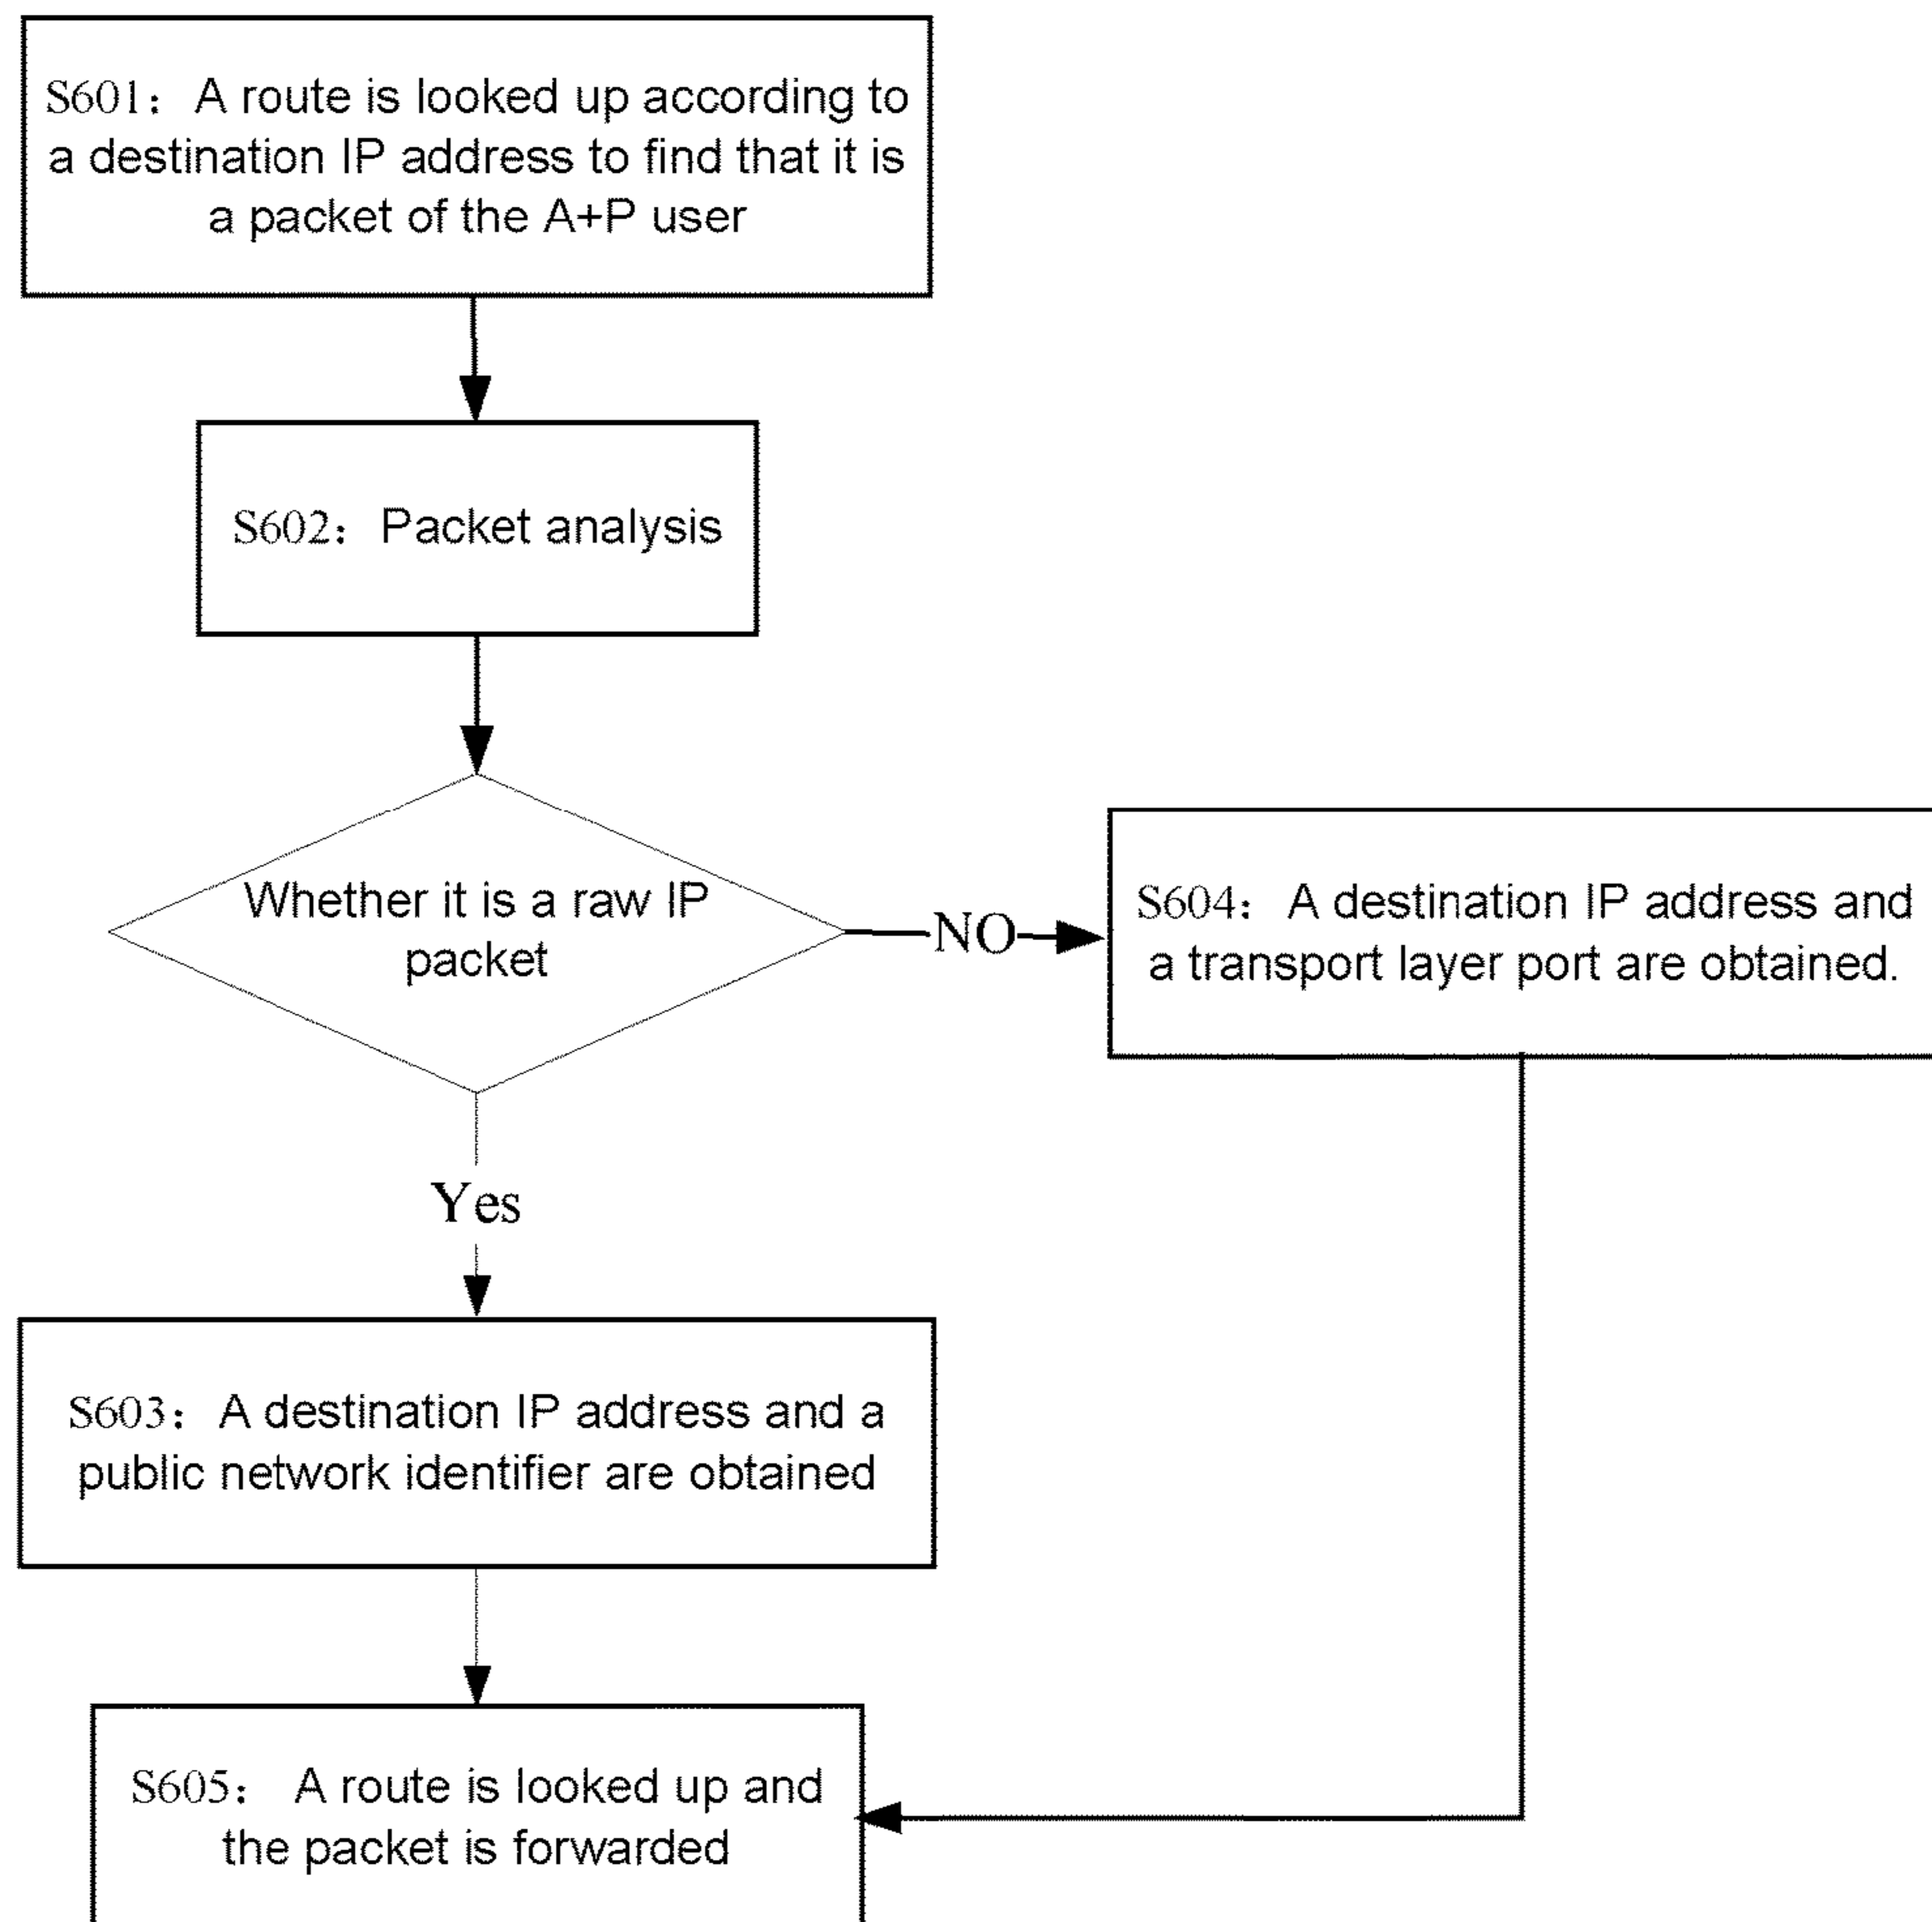 S601: A route is looked up according to
a destination IP address to find that it is
a packet of the A+P user
S602: Packet analysis
Whether it is a raw IP
packet
NO
S604: A destination IP address and
a transport layer port are obtained.
Yes
S603: A destination IP address and a
public network identifier are obtained
S605: A route is looked up and
the packet is forwarded